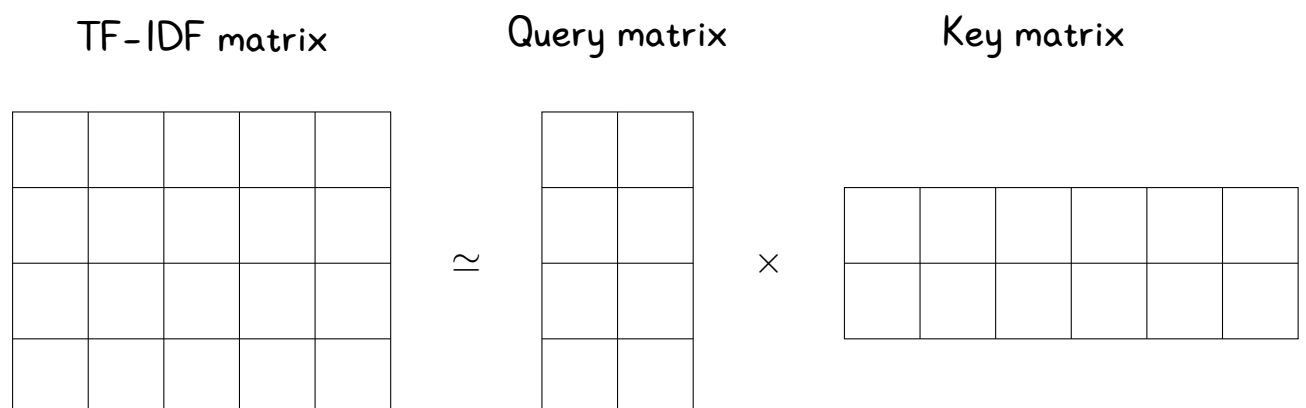 TF-IDF matrix
Query matrix
Key matrix
≃
×